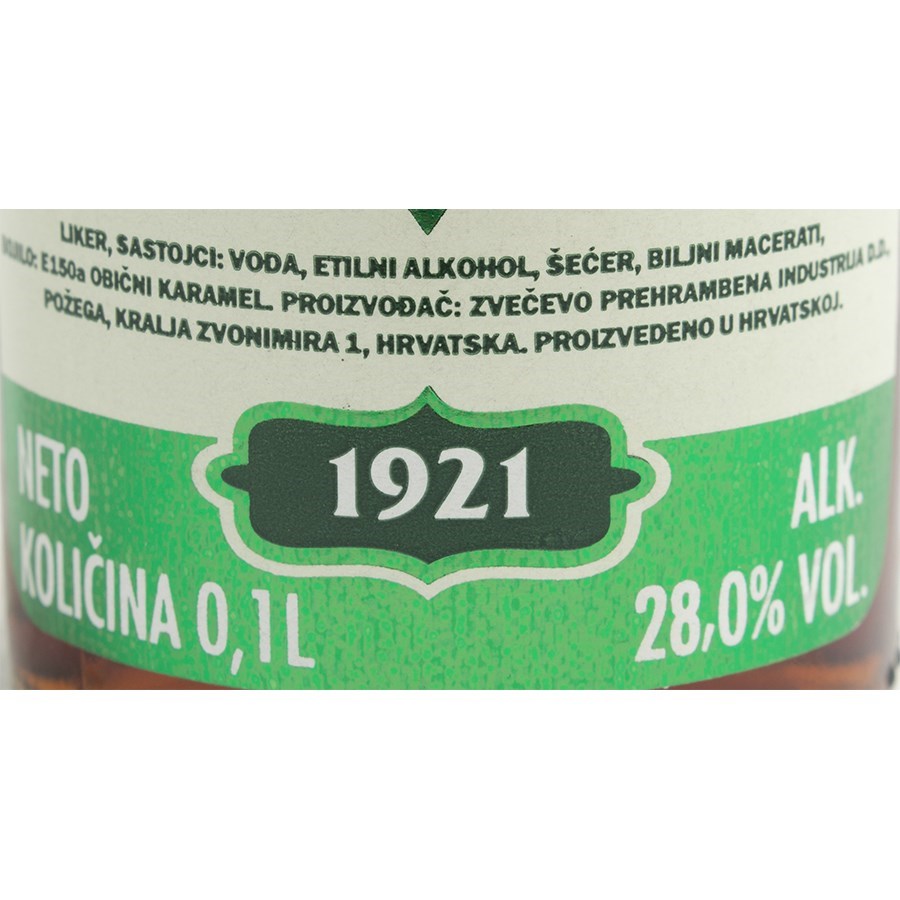 LIKER, SASTOJCI: VODA, ETILNI ALKOHOL, ŠEĆER, BILJNI MACERATI,
E150a OBIČNI KARAMEL. PROIZVOĐAČ: ZVEČEVO PREHRAMBENA INDUSTRIJA D.D.,
POŽEGA, KRALJA ZVONIMIRA 1, HRVATSKA. PROIZVEDENO U HRVATSKOJ.
1921
NETO
KOLIČINA 0,1L
ALK.
28,0% VOL.